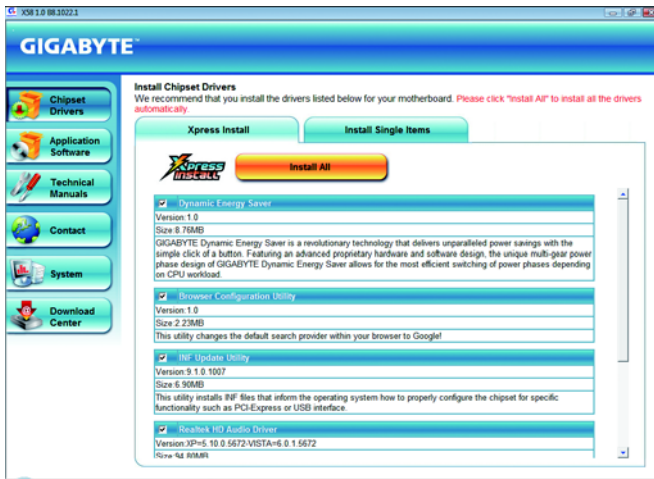 X58 1.0 B8.1022.1
GIGABYTE™
Chipset
Drivers
Application
Software
Technical
Manuals
Contact
System
Download
Center
Install Chipset Drivers
We recommend that you install the drivers listed below for your motherboard. Please click "Install All" to install all the drivers
automatically.
Xpress Install
Install Single Items
Xpress
Install
Install All
Dynamic Energy Saver
Version:1.0
Size:8.76MB
GIGABYTE Dynamic Energy Saver is a revolutionary technology that delivers unparalleled power savings with the
simple click of a button. Featuring an advanced proprietary hardware and software design, the unique multi-gear power
phase design of GIGABYTE Dynamic Energy Saver allows for the most efficient switching of power phases depending
on CPU workload.
Browser Configuration Utility
Version:1.0
Size:2.23MB
This utility changes the default search provider within your browser to Google!
INF Update Utility
Version:9.1.0.1007
Size:6.90MB
This utility installs INF files that inform the operating system how to properly configure the chipset for specific
functionality such as PCI-Express or USB interface.
Realtek HD Audio Driver
Version:XP=5.10.0.5672-VISTA=6.0.1.5672
Size:94.80MB